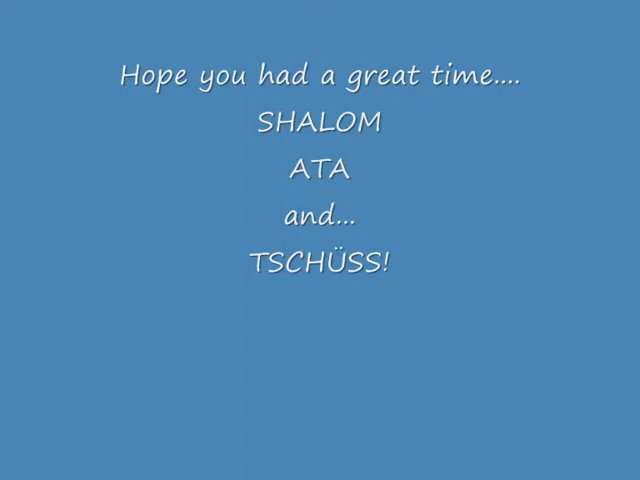 Hope you had a great time....
SHALOM
ATA
and...
TSCHÜSS!